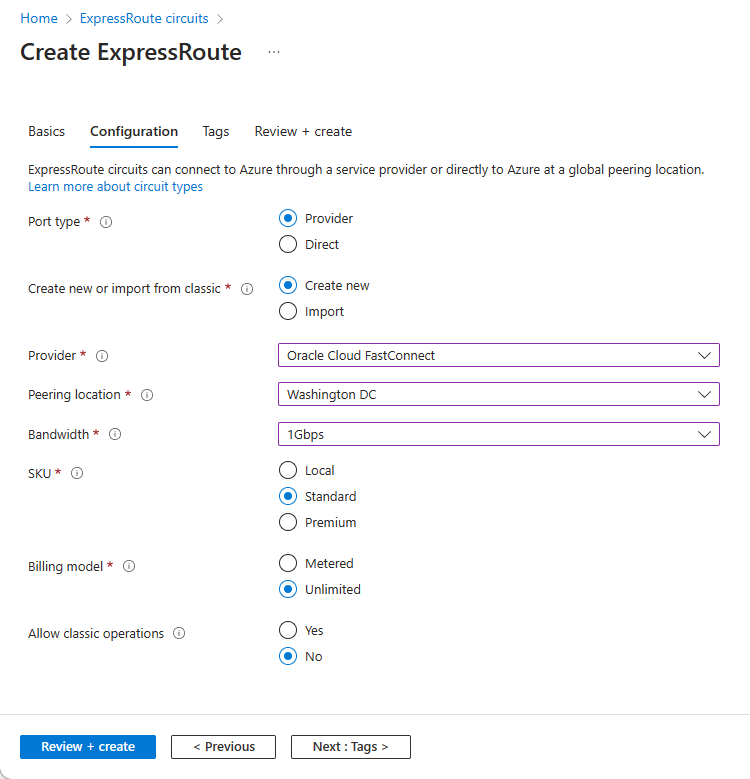 Home > ExpressRoute circuits >
Create ExpressRoute ...
Basics Configuration Tags Review + create
ExpressRoute circuits can connect to Azure through a service provider or directly to Azure at a global peering location.
Learn more about circuit types
Port type * Provider
Direct
Create new or import from classic * Create new
Import
Provider * Oracle Cloud FastConnect
Peering location * Washington DC
Bandwidth * 1Gbps
SKU * Local
Standard
Premium
Billing model * Metered
Unlimited
Allow classic operations Yes
No
Review + create < Previous Next : Tags >